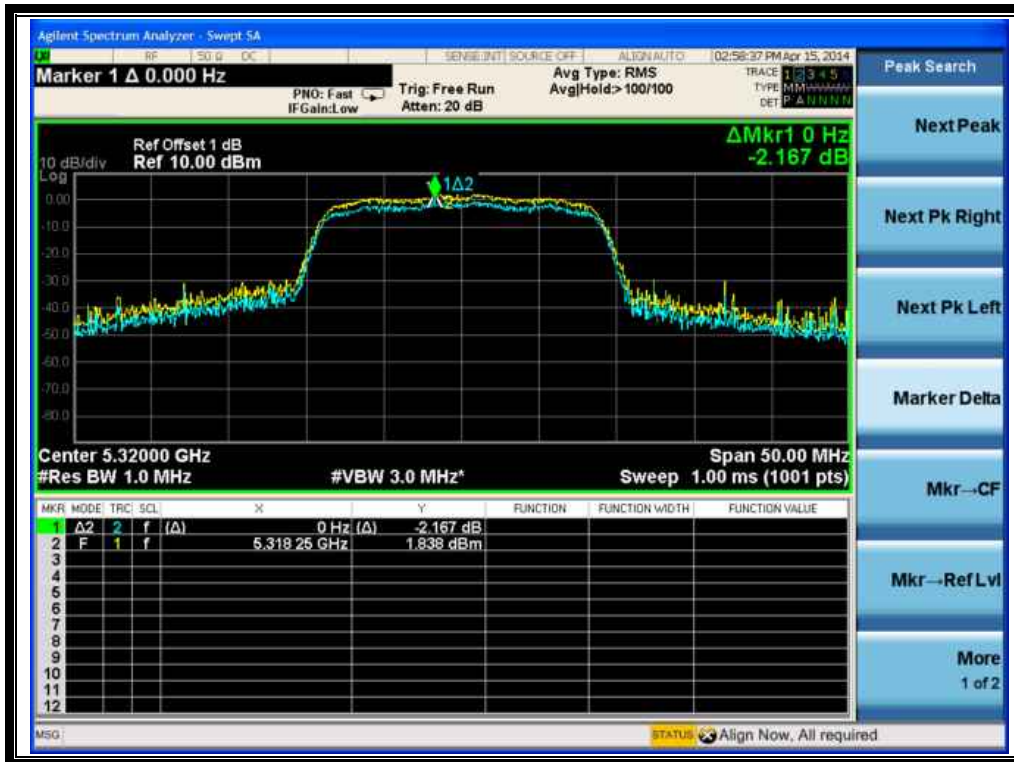 Agilent Spectrum Analyzer - Swept SA
RF 50 Ω DC SENSE:INT SOURCE OFF ALIGN AUTO 02:58:37 PM Apr 15, 2014
Marker 1 Δ 0.000 Hz
PNO: Fast
IFGain:Low
Trig: Free Run
Atten: 20 dB
Avg Type: RMS
Avg|Hold:> 100/100
TRACE 1 2 3 4 5
TYPE MMWWWW
DET P A N N N N
Peak Search
Next Peak
Next Pk Right
Next Pk Left
Marker Delta
Mkr→CF
Mkr→Ref Lvl
More
1 of 2
ΔMkr1 0 Hz
-2.167 dB
Ref Offset 1 dB
10 dB/div Ref 10.00 dBm
Log
1Δ2
0.00
-10.0
-20.0
-30.0
-40.0
-50.0
-60.0
-70.0
-80.0
Center 5.32000 GHz Span 50.00 MHz
#Res BW 1.0 MHz #VBW 3.0 MHz* Sweep 1.00 ms (1001 pts)
MKR MODE TRC SCL X Y FUNCTION FUNCTION WIDTH FUNCTION VALUE
1 Δ2 2 f (Δ) 0 Hz (Δ) -2.167 dB
2 F 1 f 5.318 25 GHz 1.838 dBm
3
4
5
6
7
8
9
10
11
12
MSG STATUS Align Now, All required